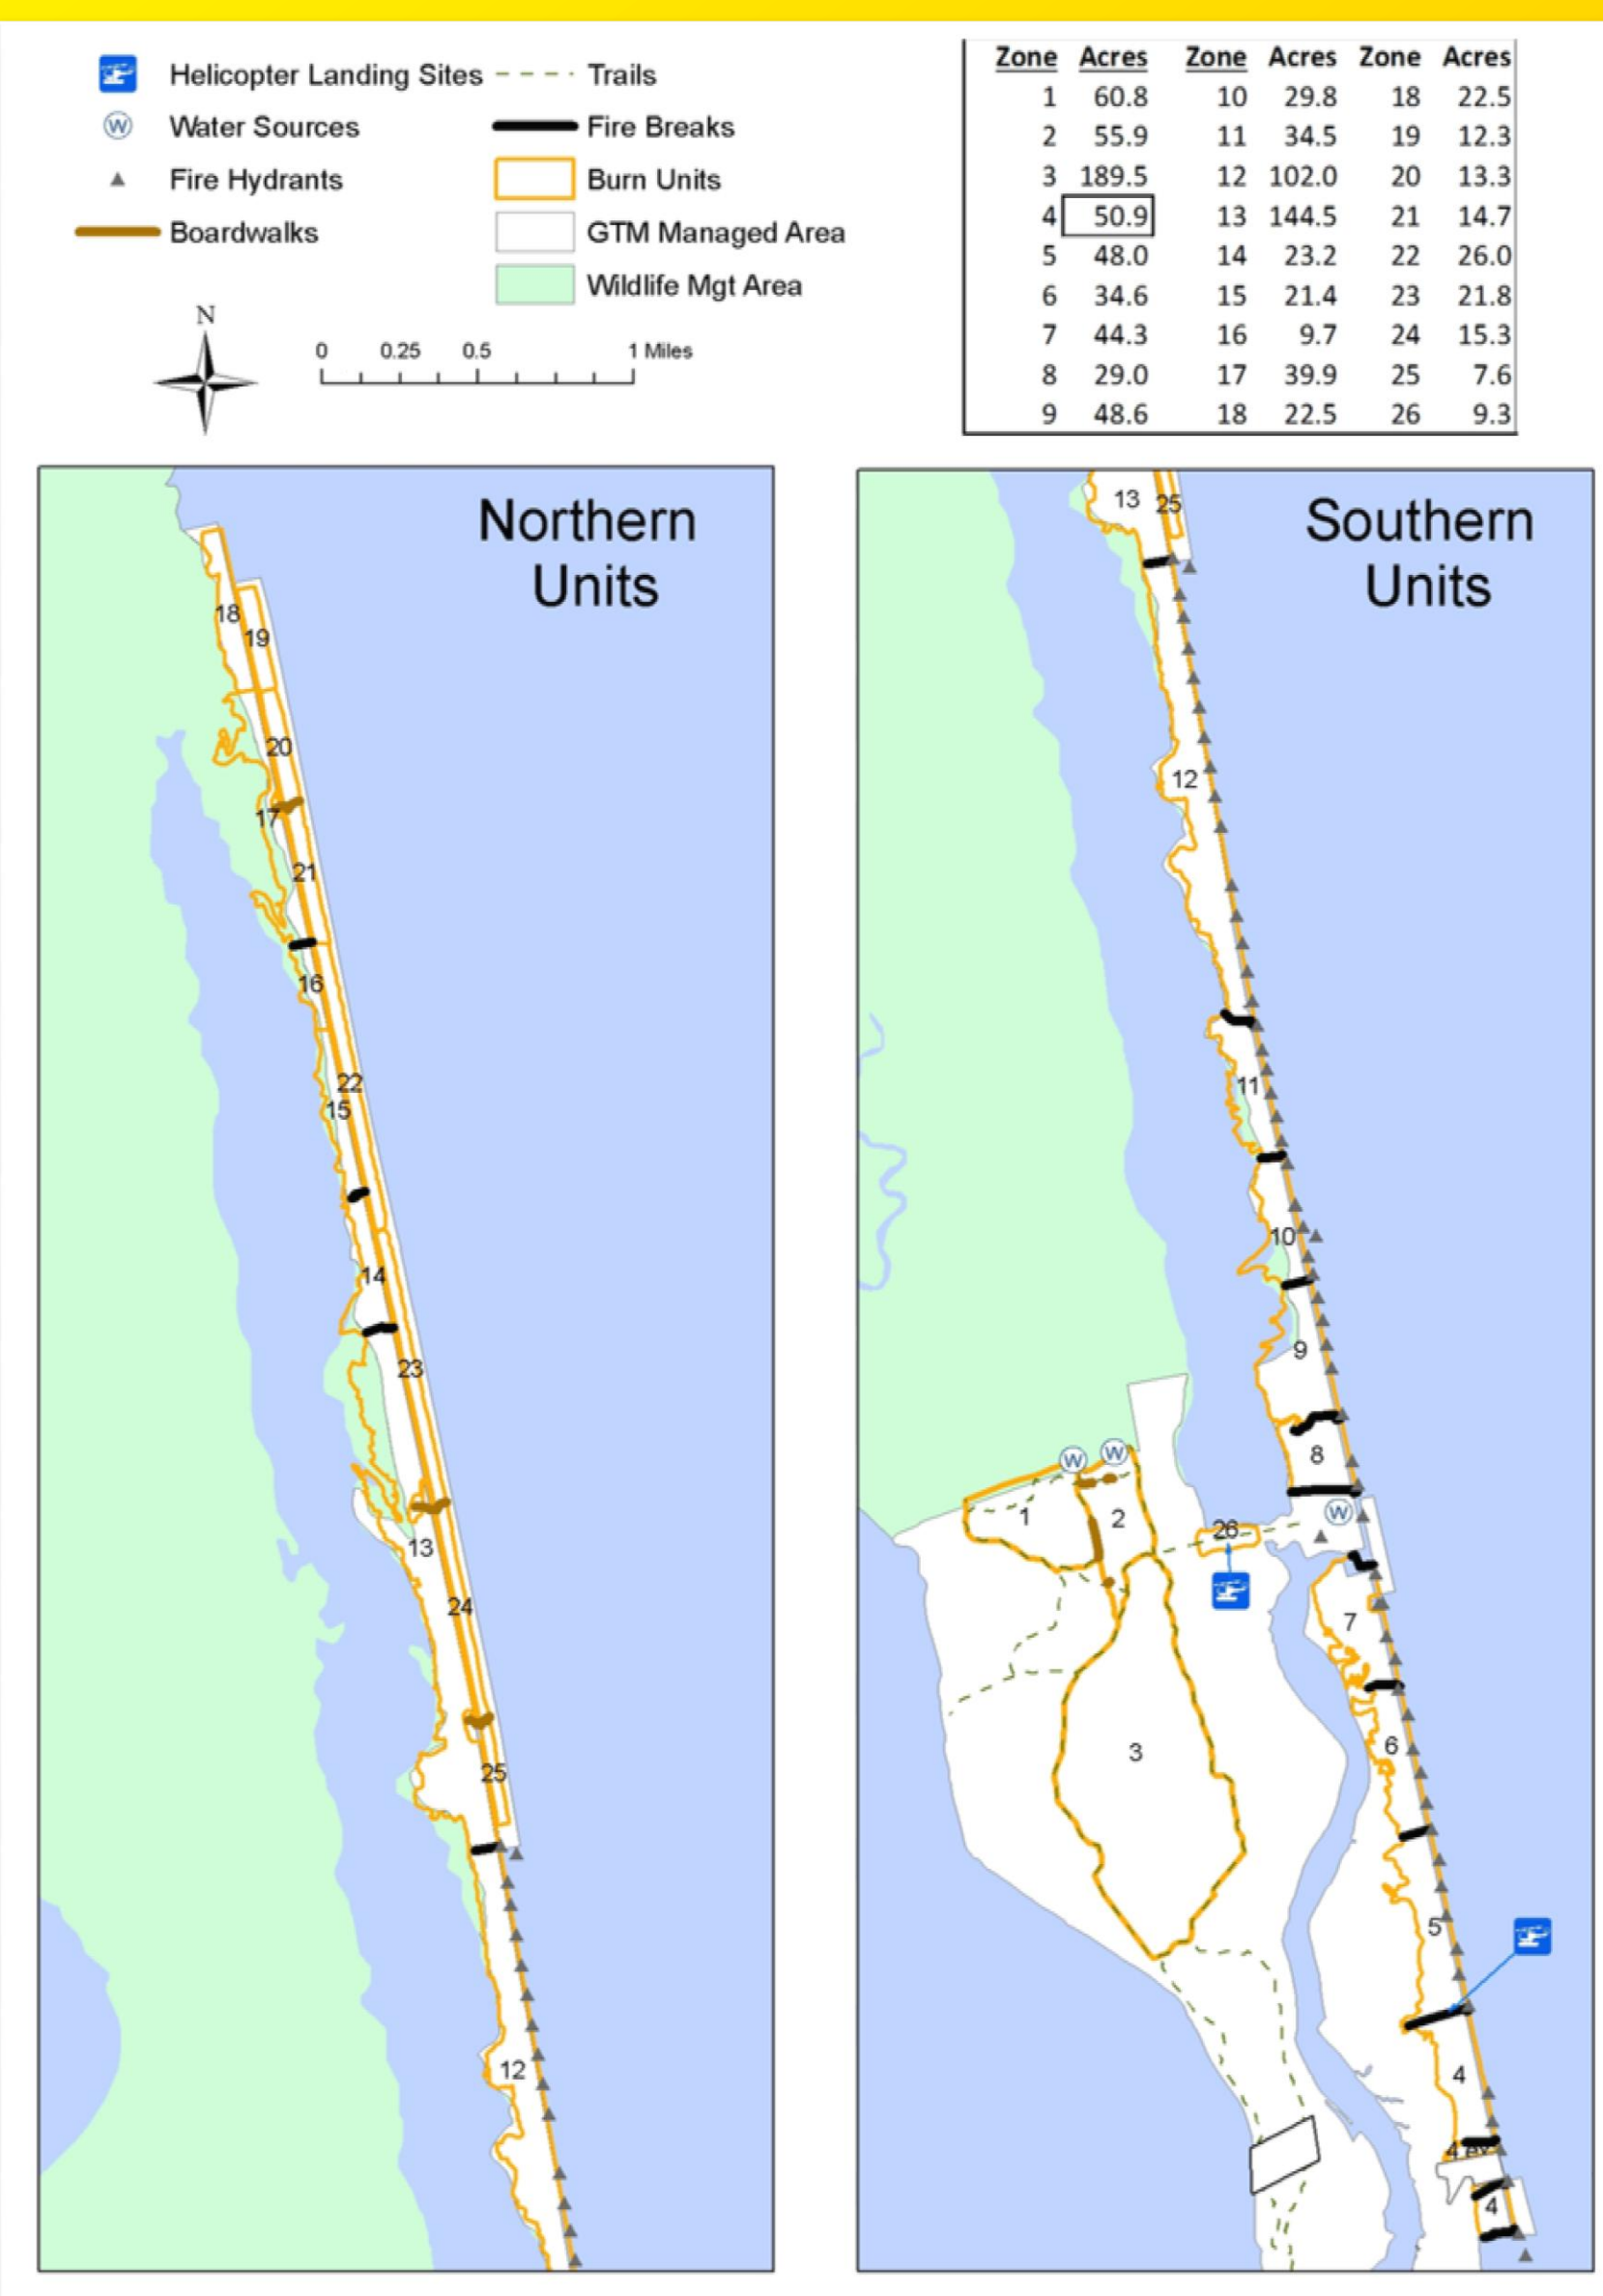 Helicopter Landing Sites
Water Sources
Fire Hydrants
Boardwalks
Trails
Fire Breaks
Burn Units
GTM Managed Area
Wildlife Mgt Area
N
0 0.25 0.5 1 Miles
Zone Acres Zone Acres Zone Acres
1 60.8 10 29.8 18 22.5
2 55.9 11 34.5 19 12.3
3 189.5 12 102.0 20 13.3
4 50.9 13 144.5 21 14.7
5 48.0 14 23.2 22 26.0
6 34.6 15 21.4 23 21.8
7 44.3 16 9.7 24 15.3
8 29.0 17 39.9 25 7.6
9 48.6 18 22.5 26 9.3
Northern
Units
18
19
20
17
21
16
22
15
14
23
13
24
25
12
Southern
Units
13 25
12
11
10
9
8
W
W
W
1
2
26
7
3
6
5
4
4
W